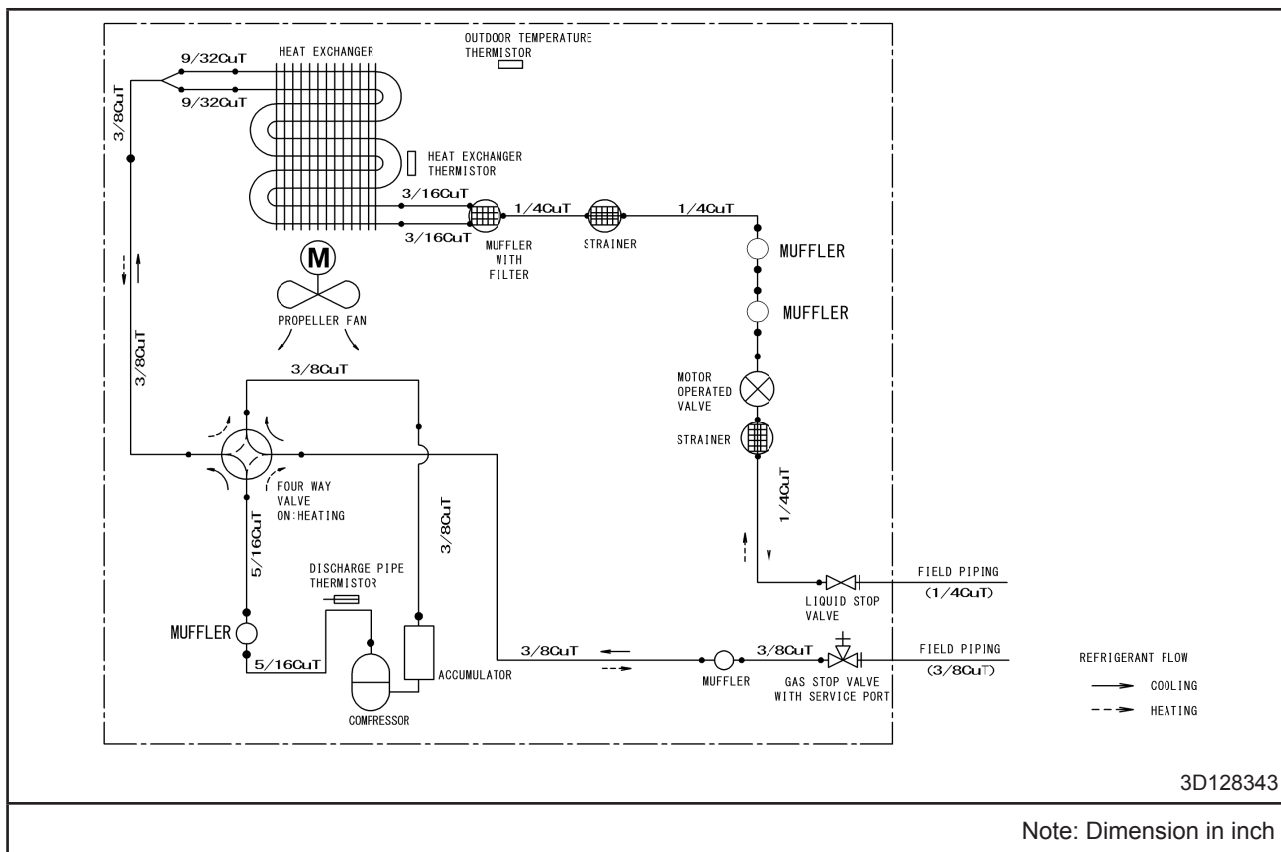 OUTDOOR TEMPERATURE
THERMISTOR
HEAT EXCHANGER
9/32CuT
9/32CuT
3/8CuT
HEAT EXCHANGER
THERMISTOR
3/16CuT
3/16CuT
MUFFLER
WITH
FILTER
1/4CuT
STRAINER
1/4CuT
MUFFLER
MUFFLER
M
PROPELLER FAN
3/8CuT
3/8CuT
MOTOR
OPERATED
VALVE
STRAINER
FOUR WAY
VALVE
ON:HEATING
5/16CuT
3/8CuT
1/4CuT
DISCHARGE PIPE
THERMISTOR
MUFFLER
5/16CuT
ACCUMULATOR
COMPRESSOR
LIQUID STOP
VALVE
FIELD PIPING
(1/4CuT)
3/8CuT
MUFFLER
3/8CuT
GAS STOP VALVE
WITH SERVICE PORT
FIELD PIPING
(3/8CuT)
REFRIGERANT FLOW
COOLING
HEATING
3D128343
Note: Dimension in inch